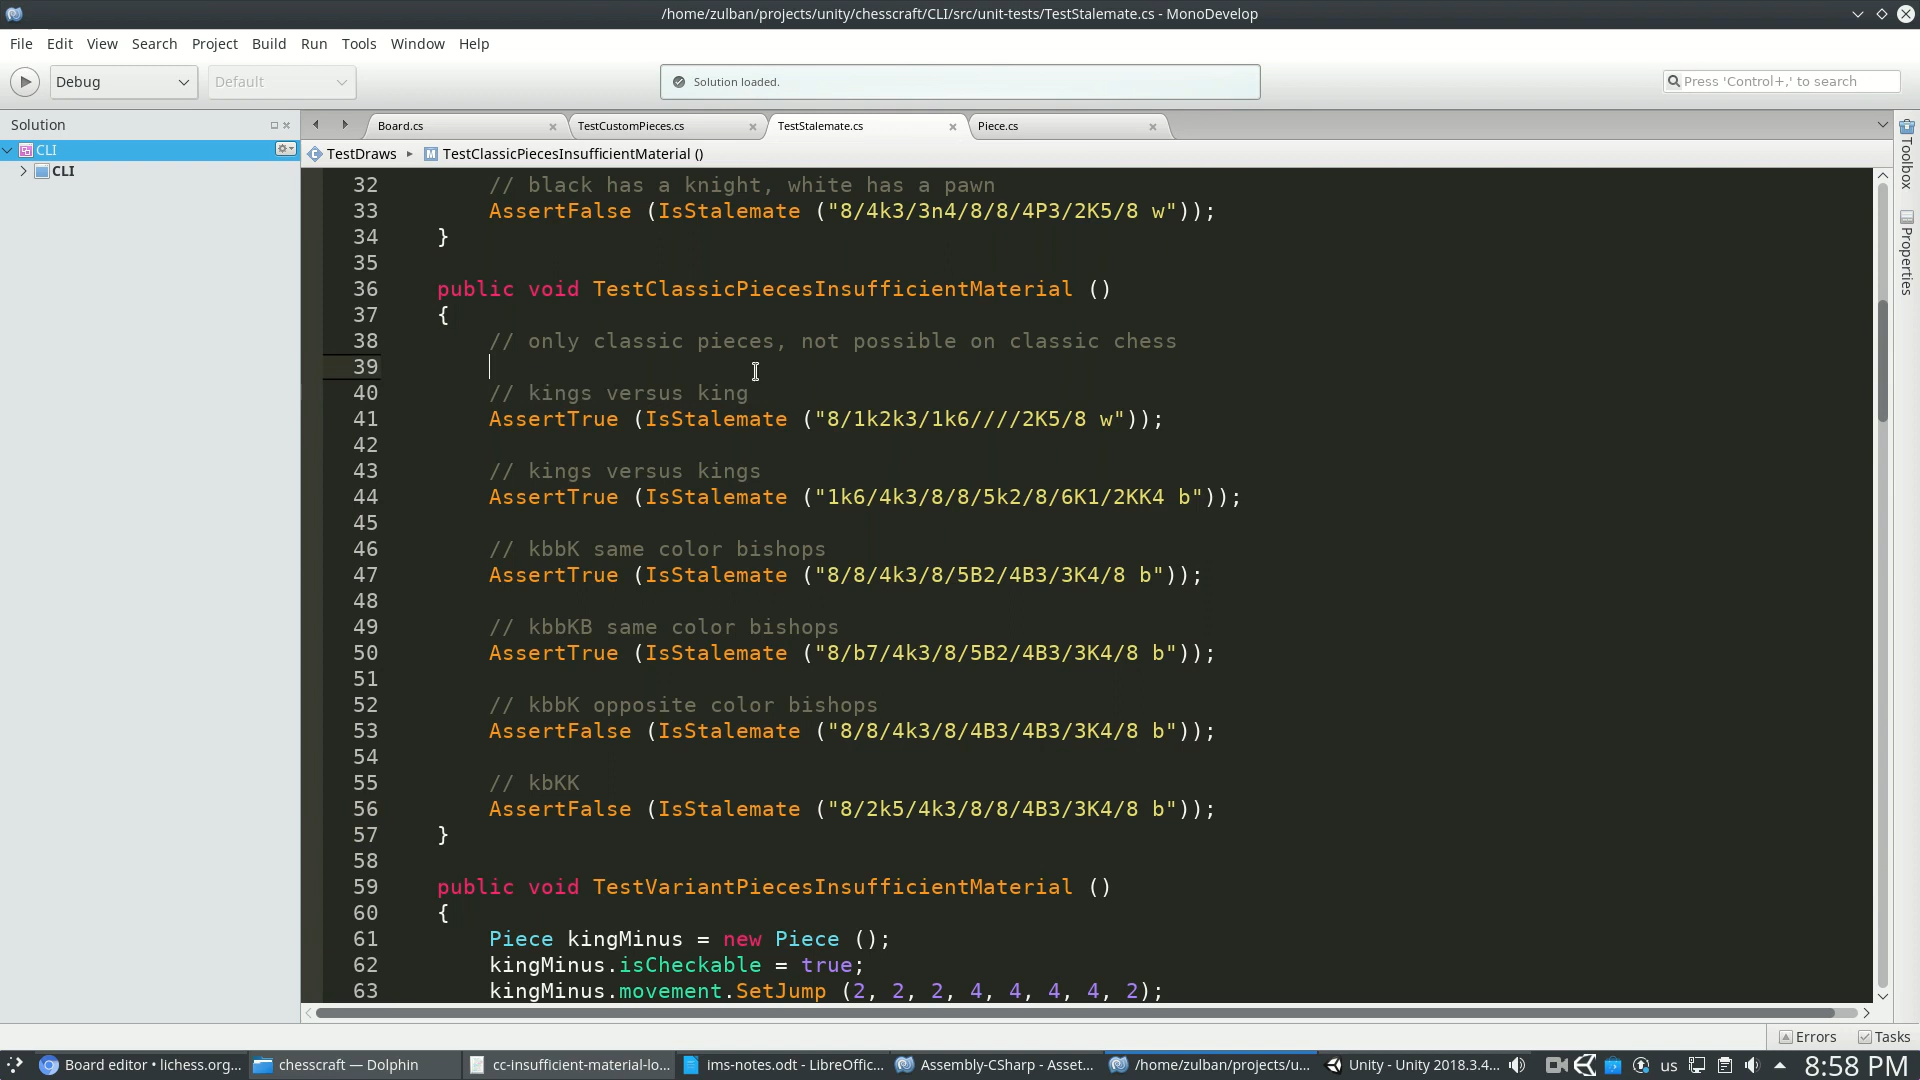 /home/zulban/projects/unity/chesscraft/CLI/src/unit-tests/TestStalemate.cs - MonoDevelop
File Edit View Search Project Build Run Tools Window Help
Debug Default Solution loaded. Press 'Control+,' to search
Solution Board.cs TestCustomPieces.cs TestStalemate.cs Piece.cs
CLI TestDraws TestClassicPiecesInsufficientMaterial ()
CLI
Toolbox
Properties
32 // black has a knight, white has a pawn
33 AssertFalse (IsStalemate ("8/4k3/3n4/8/8/4P3/2K5/8 w"));
34 }
35
36 public void TestClassicPiecesInsufficientMaterial ()
37 {
38 // only classic pieces, not possible on classic chess
39
40 // kings versus king
41 AssertTrue (IsStalemate ("8/1k2k3/1k6////2K5/8 w"));
42
43 // kings versus kings
44 AssertTrue (IsStalemate ("1k6/4k3/8/8/5k2/8/6K1/2KK4 b"));
45
46 // kbbK same color bishops
47 AssertTrue (IsStalemate ("8/8/4k3/8/5B2/4B3/3K4/8 b"));
48
49 // kbbKB same color bishops
50 AssertTrue (IsStalemate ("8/b7/4k3/8/5B2/4B3/3K4/8 b"));
51
52 // kbbK opposite color bishops
53 AssertFalse (IsStalemate ("8/8/4k3/8/4B3/4B3/3K4/8 b"));
54
55 // kbKK
56 AssertFalse (IsStalemate ("8/2k5/4k3/8/8/4B3/3K4/8 b"));
57 }
58
59 public void TestVariantPiecesInsufficientMaterial ()
60 {
61 Piece kingMinus = new Piece ();
62 kingMinus.isCheckable = true;
63 kingMinus.movement.SetJump (2, 2, 2, 4, 4, 4, 4, 2);
Errors Tasks
Board editor • lichess.org... chesscraft — Dolphin cc-insufficient-material-lo... ims-notes.odt - LibreOffic... Assembly-CSharp - Asset... /home/zulban/projects/u... Unity - Unity 2018.3.4... us 8:58 PM